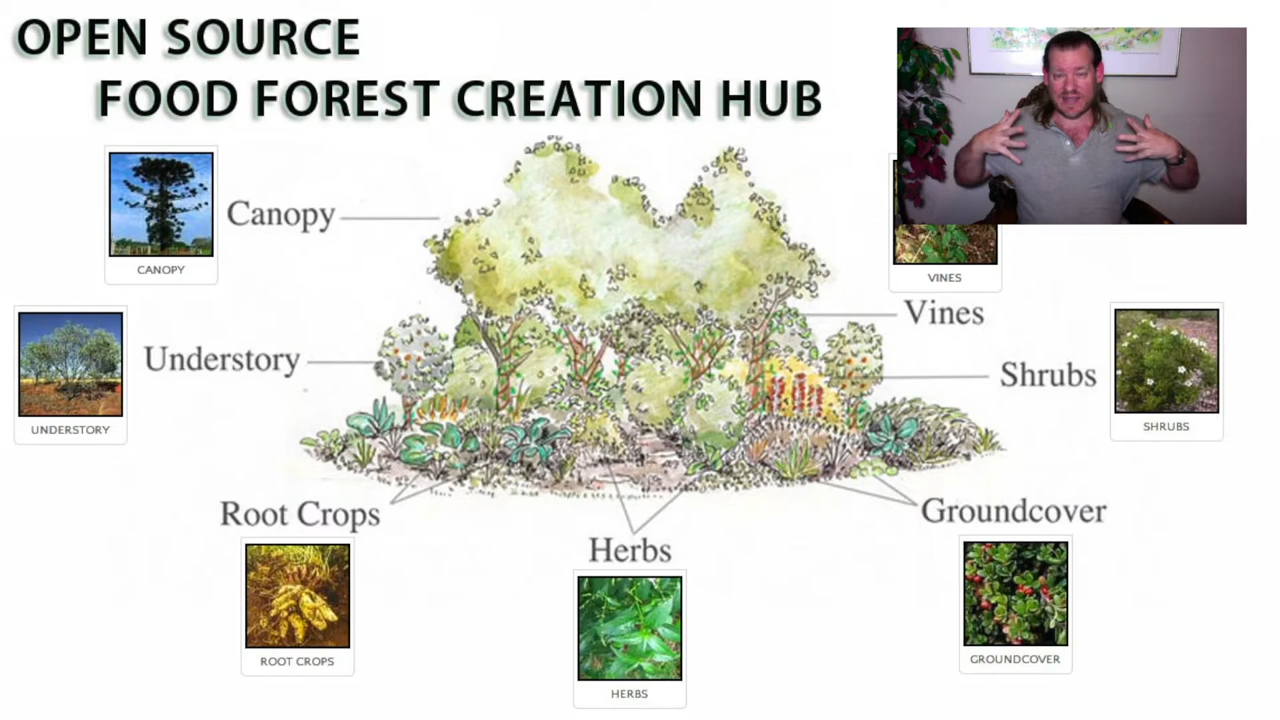 OPEN SOURCE
FOOD FOREST CREATION HUB
Canopy
CANOPY
VINES
Vines
Understory
UNDERSTORY
Shrubs
SHRUBS
Root Crops
ROOT CROPS
Herbs
HERBS
Groundcover
GROUNDCOVER